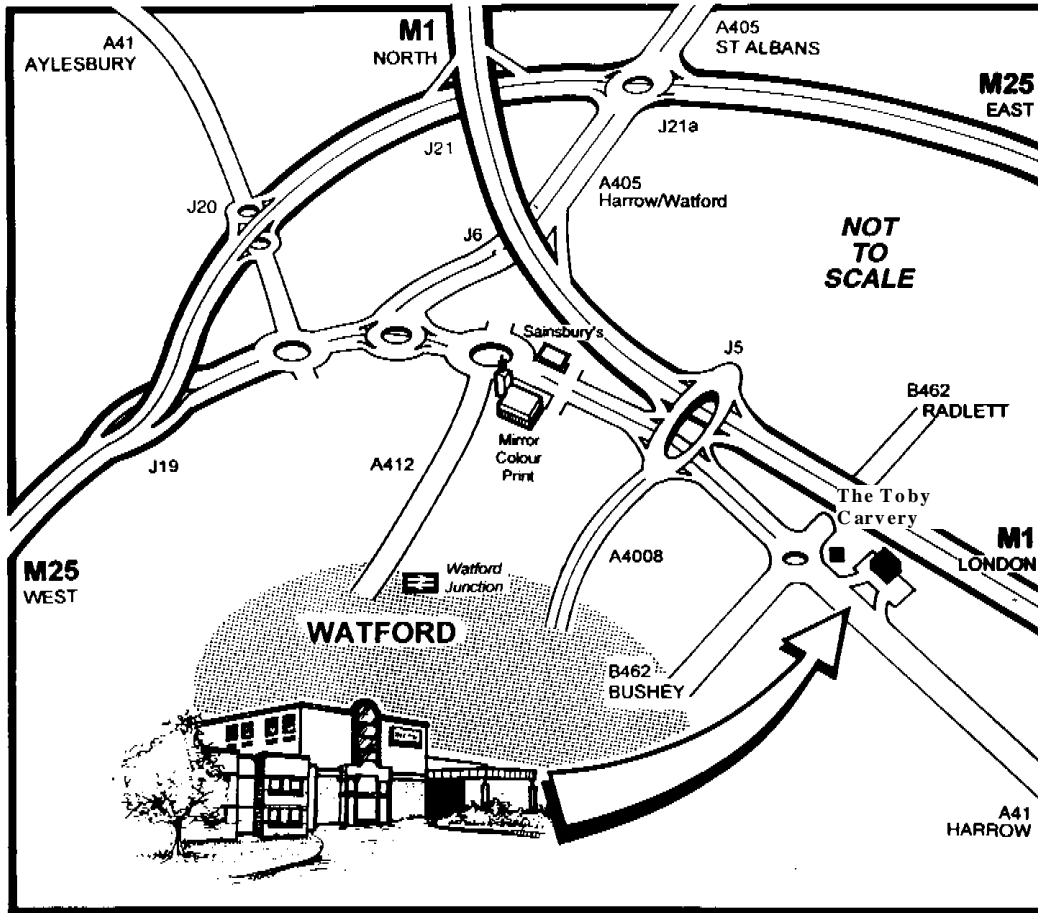 A41
AYLESBURY
M1
NORTH
A405
ST ALBANS
M25
EAST
J21a
J21
A405
Harrow/Watford
J20
J6
NOT
TO
SCALE
Sainsbury's
J5
B462
RADLETT
Mirror
Colour
Print
J19
A412
The Toby
Carvery
M1
LONDON
A4008
M25
WEST
Watford
Junction
WATFORD
B462
BUSHEY
A41
HARROW